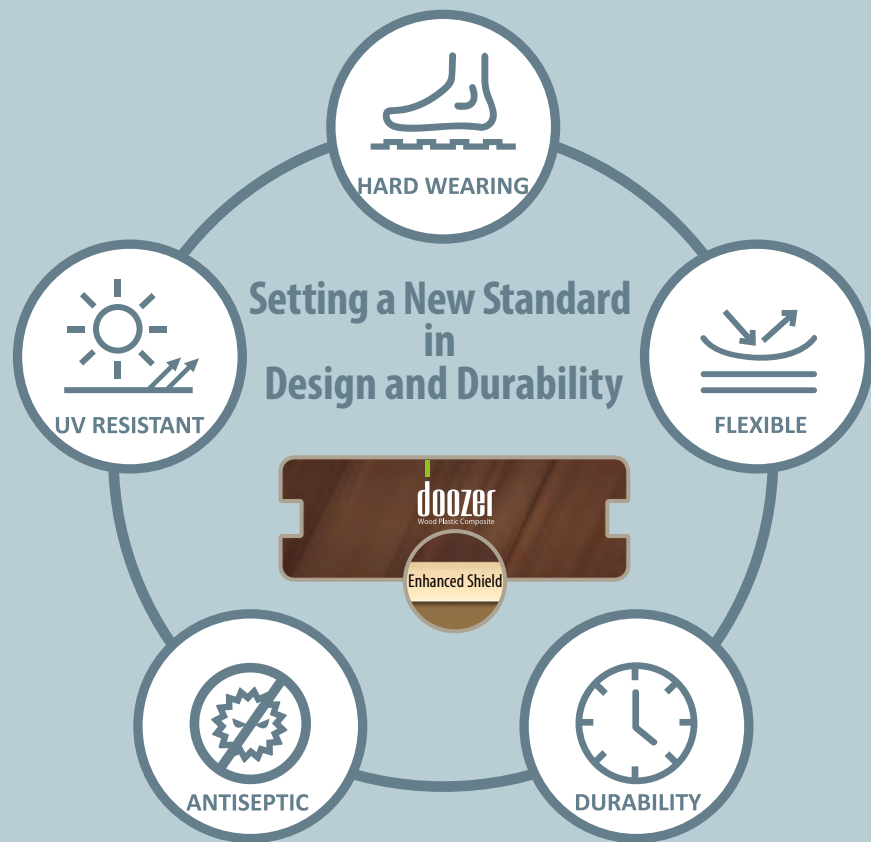 HARD WEARING
Setting a New Standard
in
Design and Durability
UV RESISTANT
FLEXIBLE
doozer
Wood Plastic Composite
Enhanced Shield
ANTISEPTIC
DURABILITY